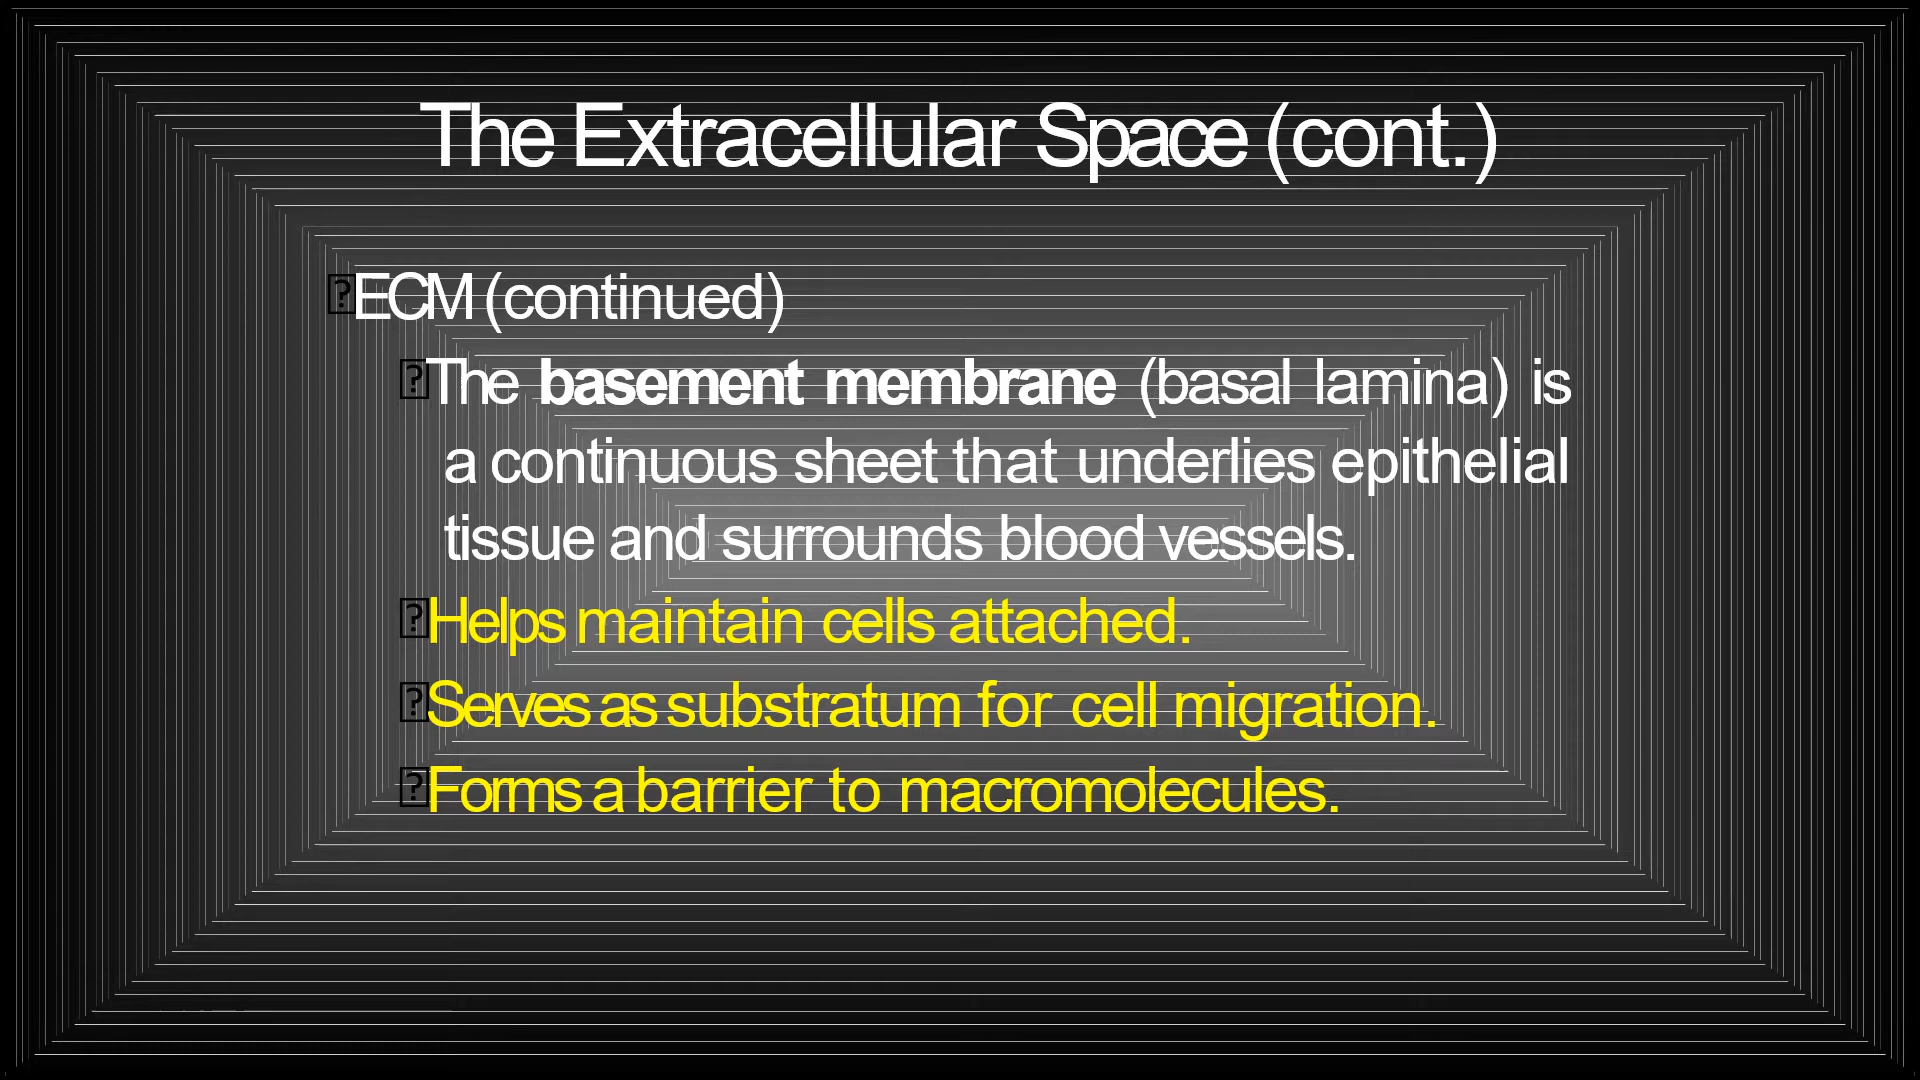 The Extracellular Space (cont.)
ECM (continued)
The basement membrane (basal lamina) is
a continuous sheet that underlies epithelial
tissue and surrounds blood vessels.
Helps maintain cells attached.
Serves as substratum for cell migration.
Forms a barrier to macromolecules.